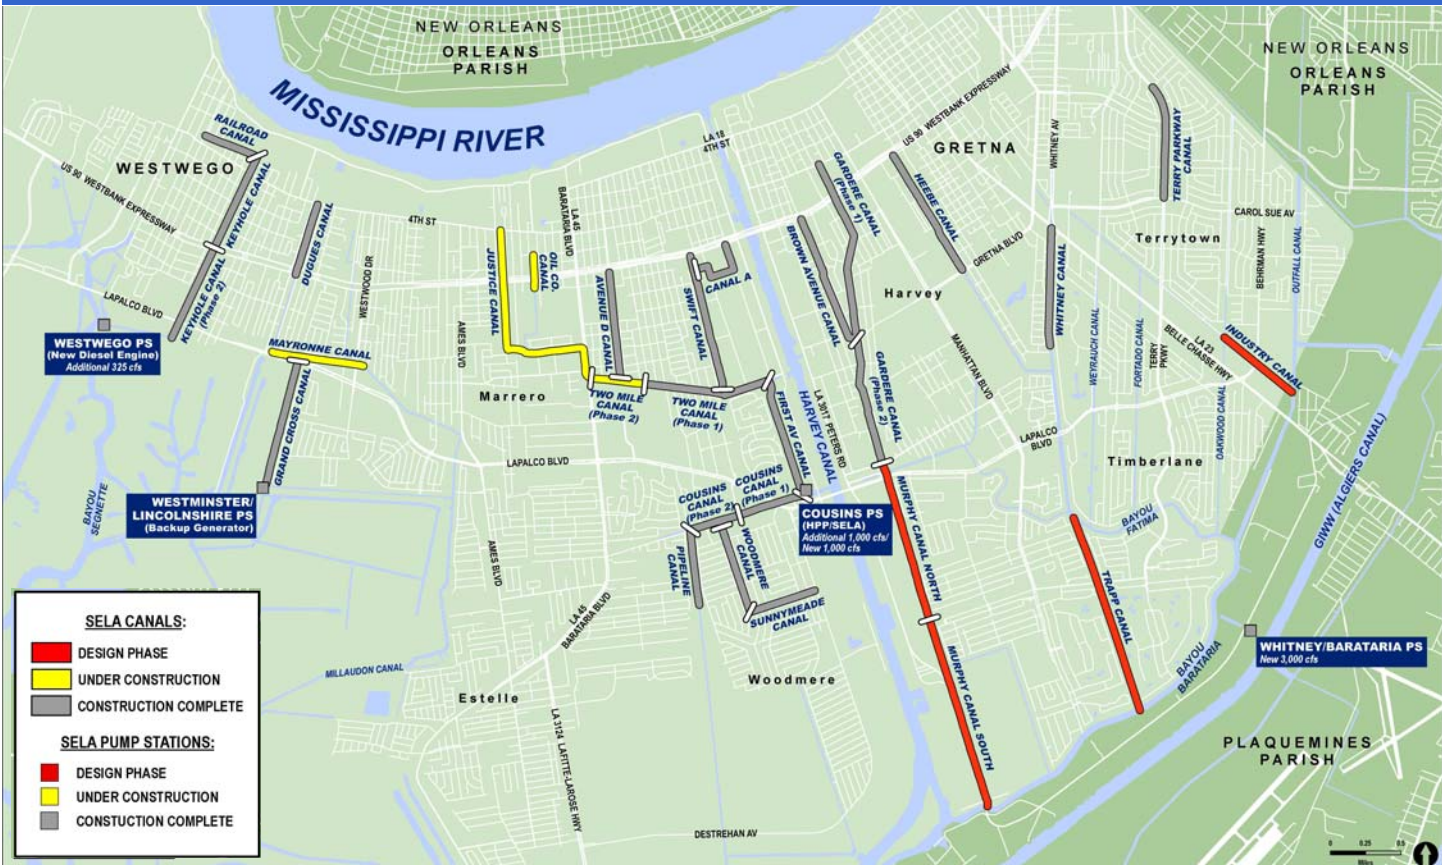 NEW ORLEANS
ORLEANS
PARISH
NEW ORLEANS
ORLEANS
PARISH
MISSISSIPPI RIVER
RAILROAD
CANAL
WESTWEGO
US 90 WESTBANK EXPRESSWAY
KEYHOLE CANAL
KEYHOLE CANAL
(Phase 2)
DUGUES CANAL
4TH ST
WESTWOOD DR
LAPALCO BLVD
WESTWEGO PS
(New Diesel Engine)
Additional 325 cfs
MAYRONNE CANAL
GRAND CROSS CANAL
WESTMINSTER/
LINCOLNSHIRE PS
(Backup Generator)
BAYOU
SEGNETTE
JUSTICE CANAL
OIL CO.
CANAL
LA 45
BARATARIA BLVD
AMES BLVD
AVENUE D CANAL
SWIFT CANAL
CANAL A
Marrero
TWO MILE
CANAL
(Phase 2)
TWO MILE
CANAL
(Phase 1)
FIRST AV CANAL
LA 18
4TH ST
US 90 WESTBANK EXPRESSWAY
GARDERE CANAL
(Phase 1)
BROWN AVENUE CANAL
HEEBE CANAL
GRETNA
GRETNA BLVD
Harvey
WHITNEY AV
WHITNEY CANAL
TERRY PARKWAY
CANAL
CAROL SUE AV
Terrytown
BEHRMAN HWY
OUTFALL CANAL
WEYRAUCH CANAL
FORTADO CANAL
TERRY
PKWY
LA 23
BELLE CHASSE HWY
INDUSTRY CANAL
OAKWOOD CANAL
MANHATTAN BLVD
GARDERE CANAL
(Phase 2)
LA 3017 PETERS RD
HARVEY CANAL
LAPALCO
BLVD
Timberlane
LAPALCO BLVD
COUSINS
CANAL
(Phase 2)
COUSINS
CANAL
(Phase 1)
COUSINS PS
(HPP/SELA)
Additional 1,000 cfs/
New 1,000 cfs
PIPELINE
CANAL
WOODMERE
CANAL
SUNNYMEADE
CANAL
MURPHY CANAL NORTH
MURPHY CANAL SOUTH
BAYOU
FATIMA
TRAPP CANAL
GIWW (ALGIERS CANAL)
BAYOU
BARATARIA
WHITNEY/BARATARIA PS
New 3,000 cfs
PLAQUEMINES
PARISH
AMES BLVD
LA 45
BARATARIA BLVD
MILLAUDON CANAL
Estelle
Woodmere
LA 3124 LAFITTE-LAROSE HWY
DESTREHAN AV
SELA CANALS:
DESIGN PHASE
UNDER CONSTRUCTION
CONSTRUCTION COMPLETE
SELA PUMP STATIONS:
DESIGN PHASE
UNDER CONSTRUCTION
CONSTUCTION COMPLETE
0 0.25 0.5
Miles